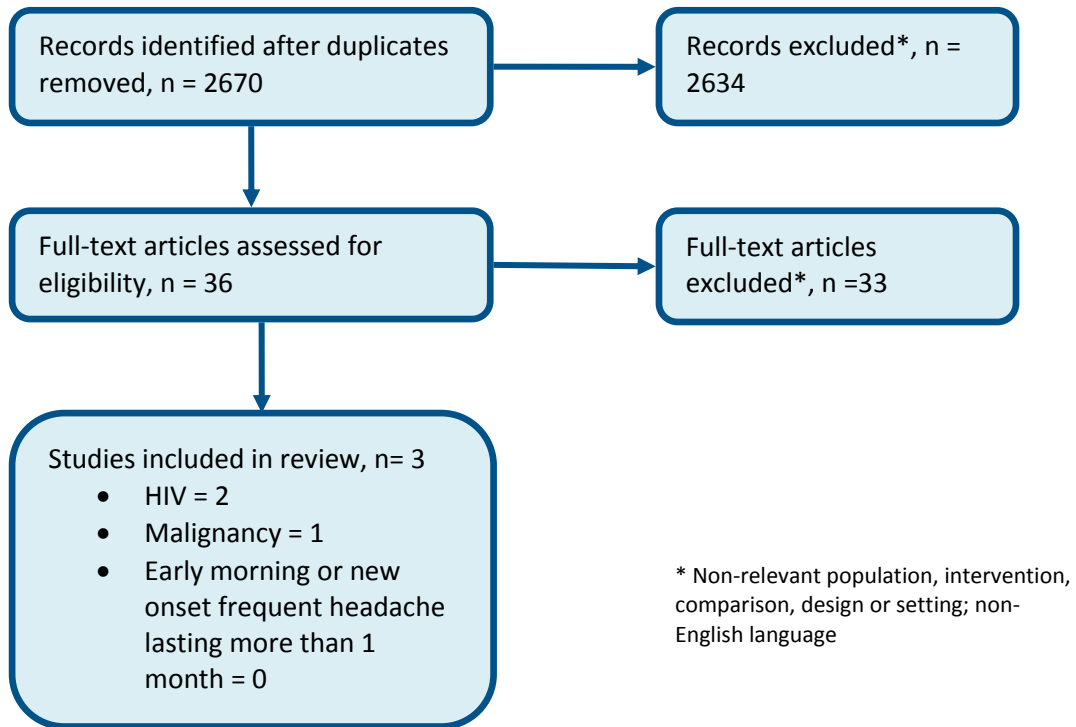 Records identified after duplicates
removed, n = 2670
Records excluded*, n =
2634
Full-text articles assessed for
eligibility, n = 36
Full-text articles
excluded*, n =33
Studies included in review, n= 3
• HIV = 2
• Malignancy = 1
• Early morning or new
onset frequent headache
lasting more than 1
month = 0
* Non-relevant population, intervention,
comparison, design or setting; non-
English language